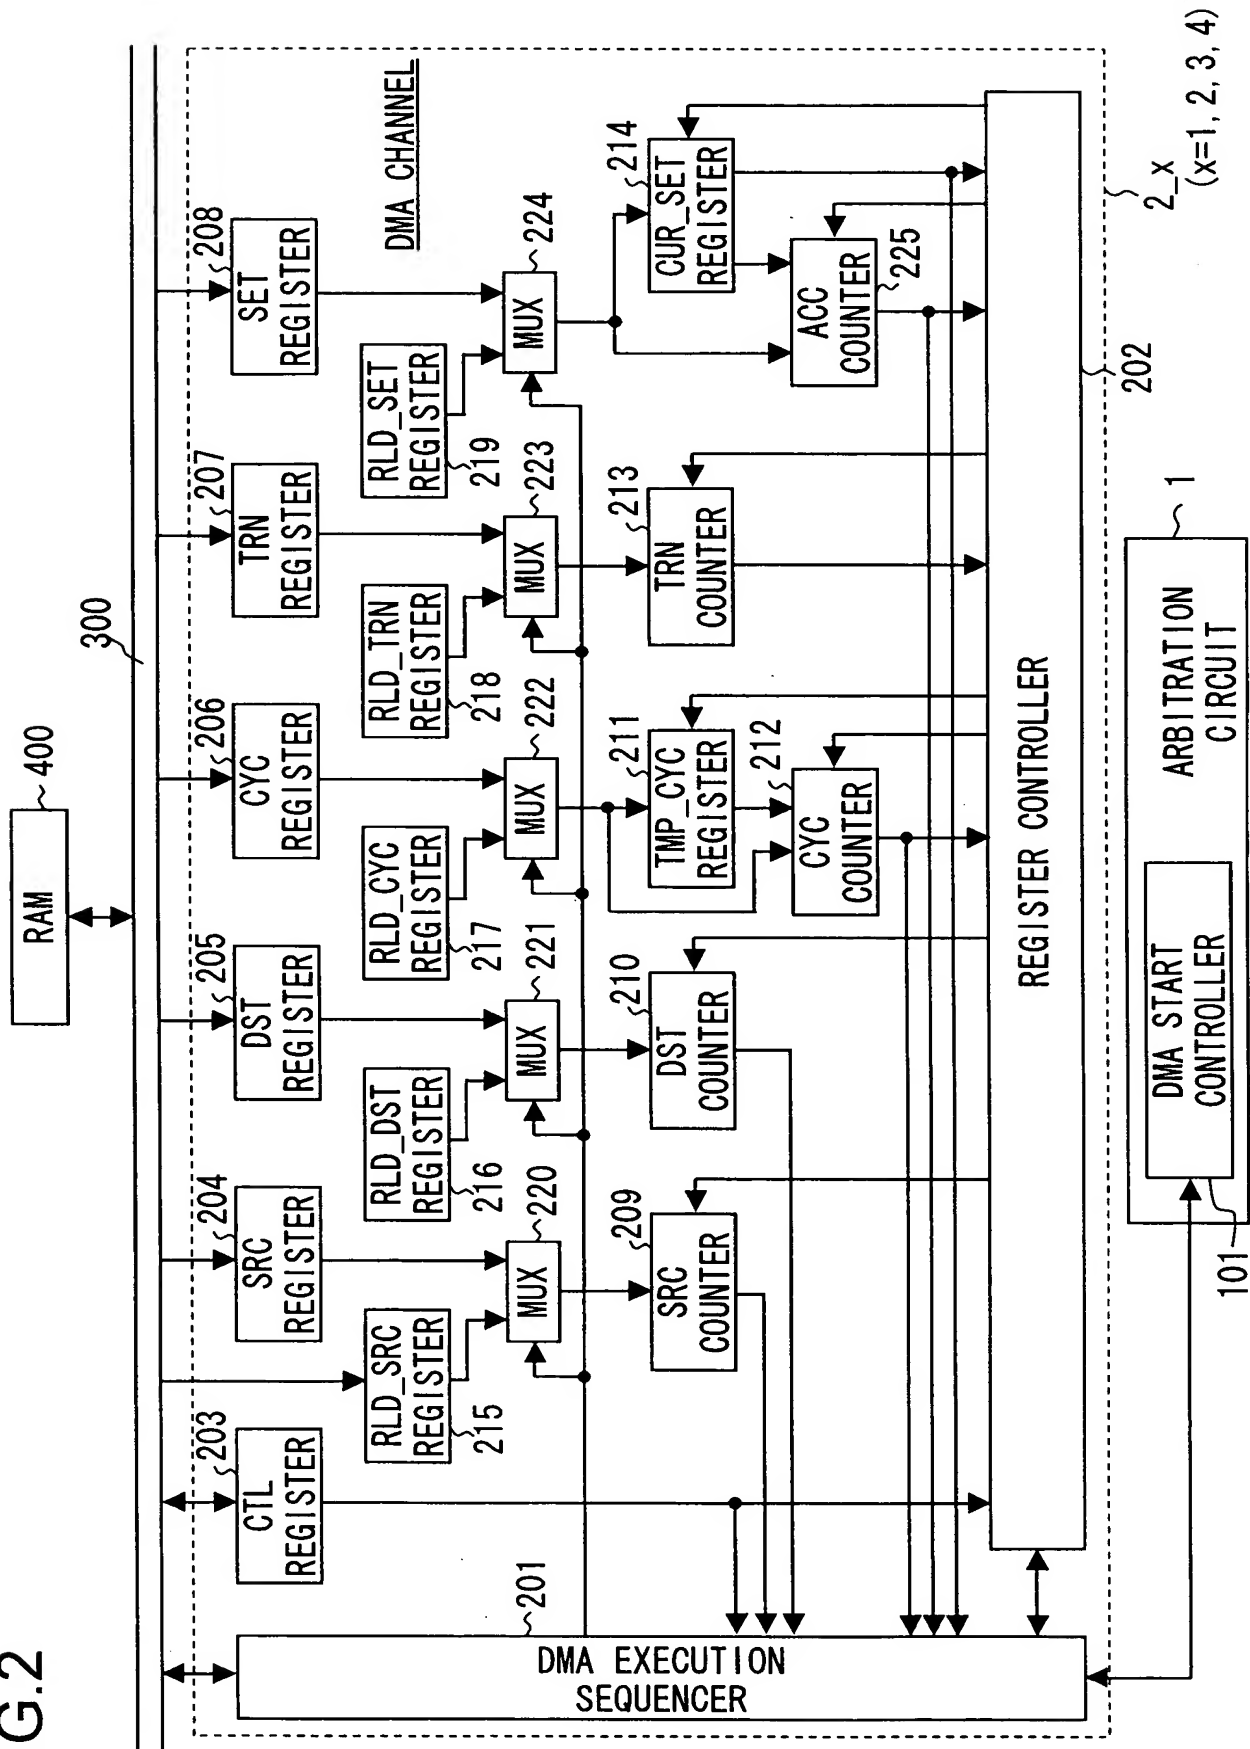 G.2
RAM
400
300
DMA CHANNEL
CTL
REGISTER
203
SRC
REGISTER
204
DST
REGISTER
205
CYC
REGISTER
206
TRN
REGISTER
207
SET
REGISTER
208
RLD_SRC
REGISTER
215
RLD_DST
REGISTER
216
RLD_CYC
REGISTER
217
RLD_TRN
REGISTER
218
RLD_SET
REGISTER
219
MUX
220
MUX
221
MUX
222
MUX
223
MUX
224
SRC
COUNTER
209
DST
COUNTER
210
TMP_CYC
REGISTER
211
CYC
COUNTER
212
TRN
COUNTER
213
CUR_SET
REGISTER
214
ACC
COUNTER
225
DMA EXECUTION
SEQUENCER
201
REGISTER CONTROLLER
202
2_x
(x=1, 2, 3, 4)
ARBITRATION
CIRCUIT
1
DMA START
CONTROLLER
101